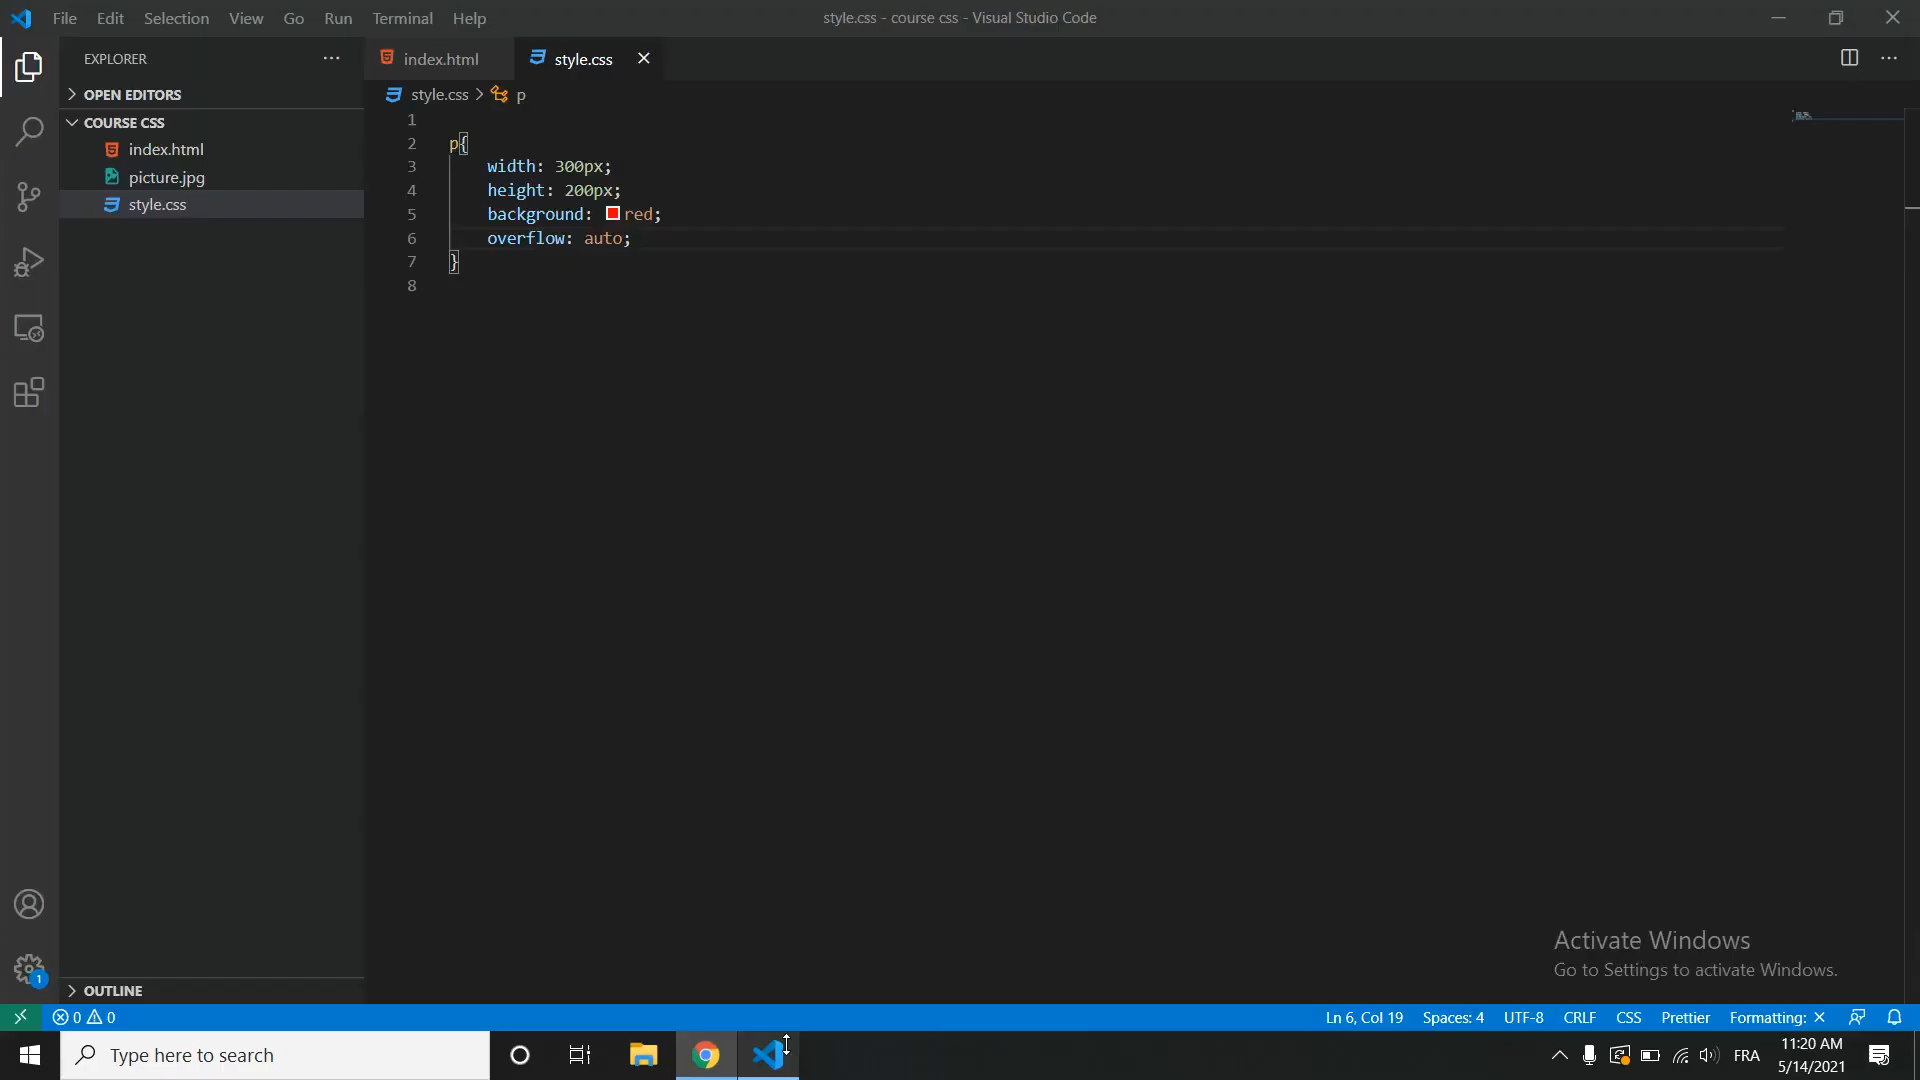 File Edit Selection View Go Run Terminal Help
style.css - course css - Visual Studio Code
EXPLORER
OPEN EDITORS
COURSE CSS
index.html
picture.jpg
style.css
OUTLINE
index.html
style.css
style.css > p
1
2 p{
3 width: 300px;
4 height: 200px;
5 background: red;
6 overflow: auto;
7 }
8
Activate Windows
Go to Settings to activate Windows.
1
0 0
Ln 6, Col 19 Spaces: 4 UTF-8 CRLF CSS Prettier Formatting: ×
Type here to search
FRA
11:20 AM
5/14/2021